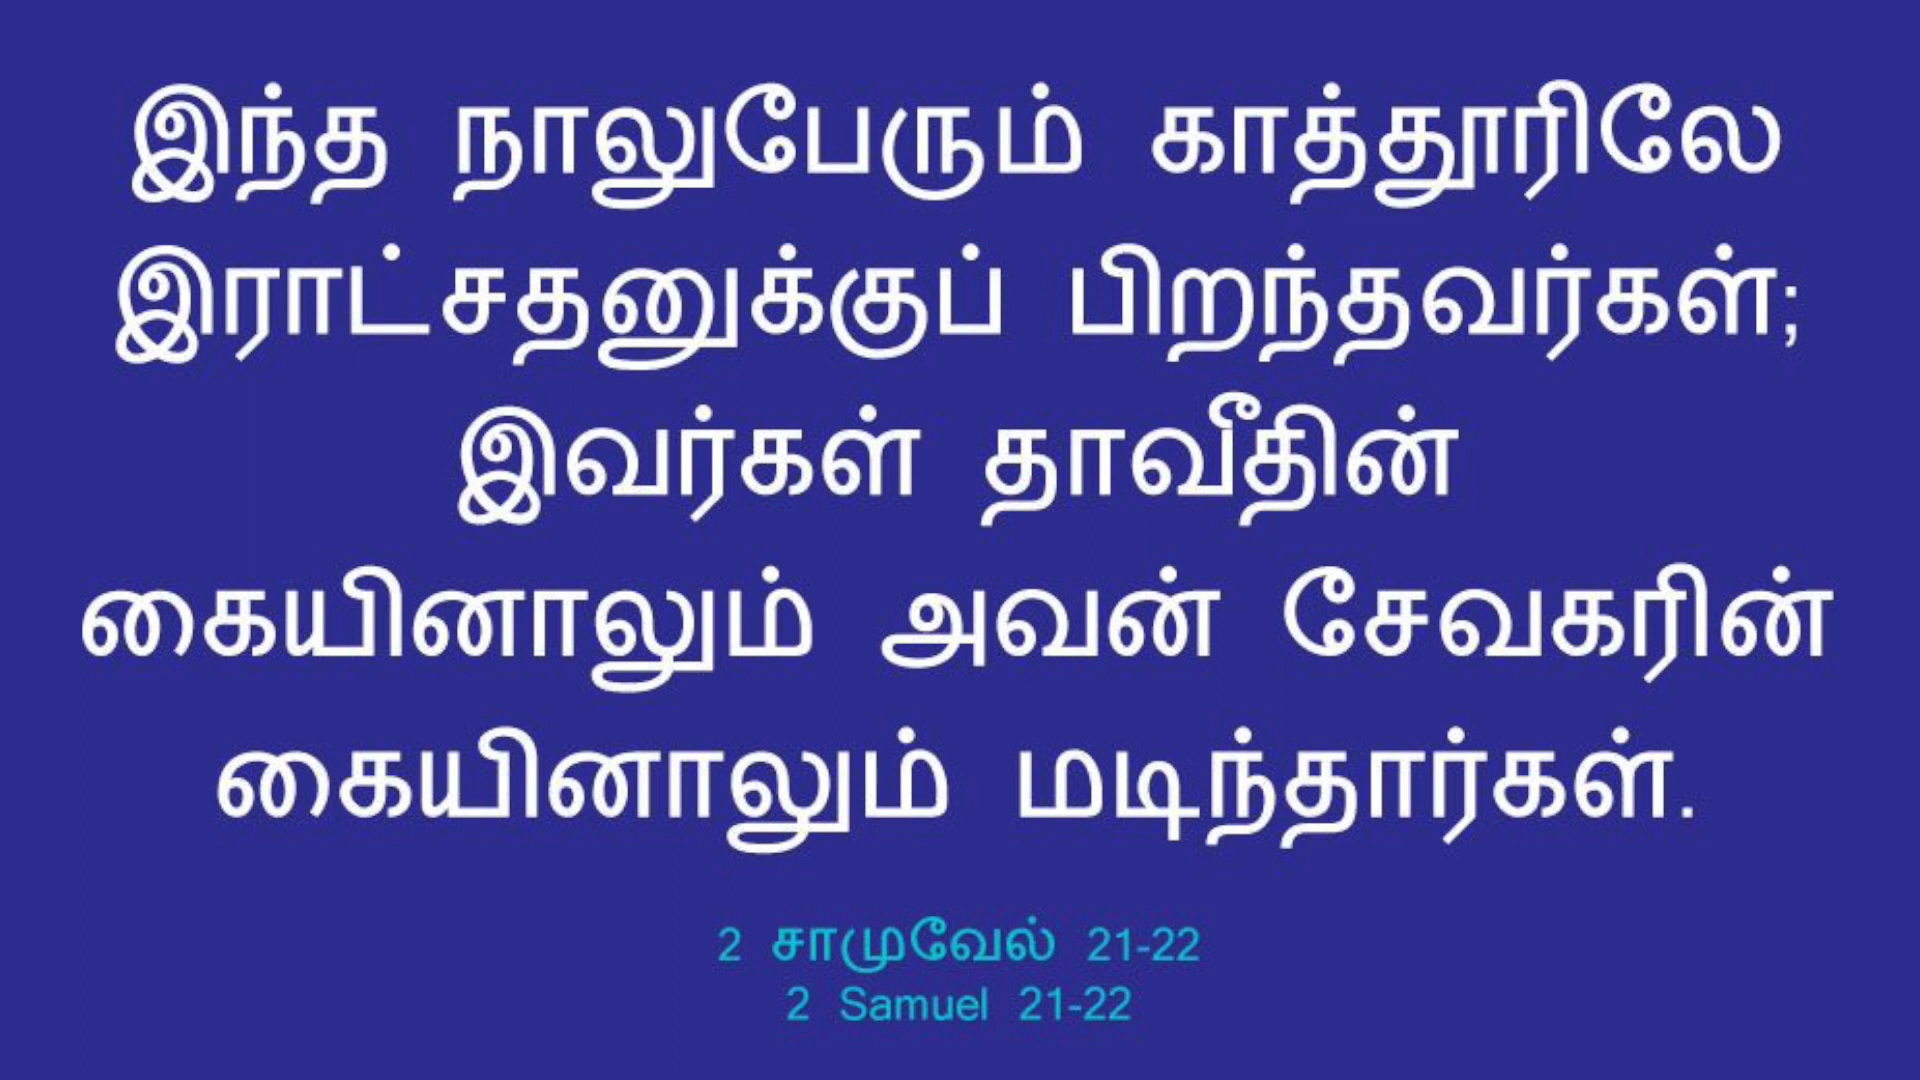 இந்த நாலுபேரும் காத்தூரிலே
இராட்சதனுக்குப் பிறந்தவர்கள்;
இவர்கள் தாவீதின்
கையினாலும் அவன் சேவகரின்
கையினாலும் மடிந்தார்கள்.
2 சாமுவேல் 21-22
2 Samuel 21-22